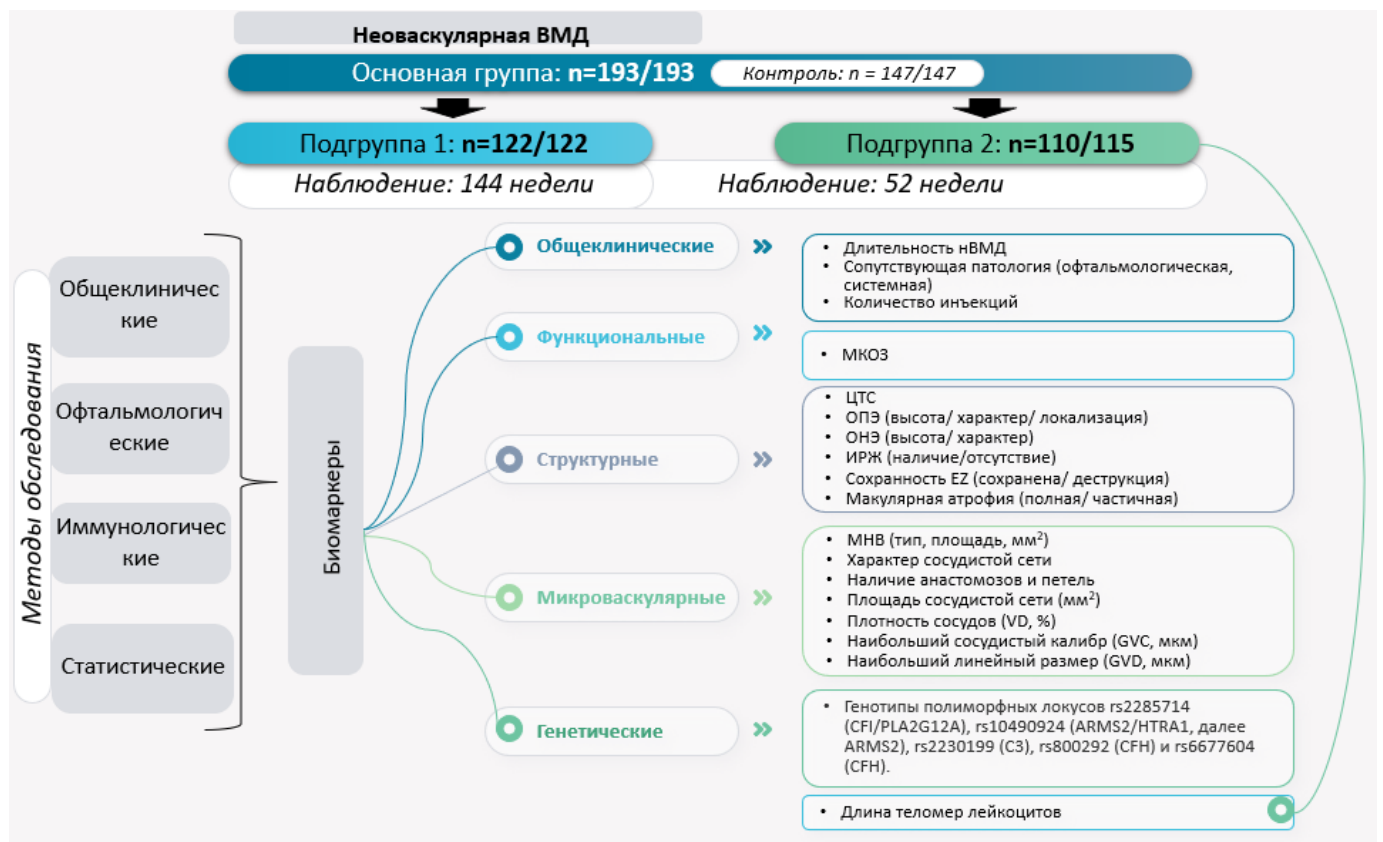 Неоваскулярная ВМД
Основная группа: n=193/193
Контроль: n = 147/147
Подгруппа 1: n=122/122
Подгруппа 2: n=110/115
Наблюдение: 144 недели
Наблюдение: 52 недели
Методы обследования
Общеклиничес
кие
Офтальмологич
еские
Иммунологичес
кие
Статистические
Биомаркеры
Общеклинические
• Длительность нВМД
• Сопутствующая патология (офтальмологическая,
системная)
• Количество инъекций
Функциональные
• МКОЗ
Структурные
• ЦТС
• ОПЭ (высота/ характер/ локализация)
• ОНЭ (высота/ характер)
• ИРЖ (наличие/отсутствие)
• Сохранность EZ (сохранена/ деструкция)
• Макулярная атрофия (полная/ частичная)
Микроваскулярные
• МНВ (тип, площадь, мм²)
• Характер сосудистой сети
• Наличие анастомозов и петель
• Площадь сосудистой сети (мм²)
• Плотность сосудов (VD, %)
• Наибольший сосудистый калибр (GVC, мкм)
• Наибольший линейный размер (GVD, мкм)
Генетические
• Генотипы полиморфных локусов rs2285714
(CFI/PLA2G12A), rs10490924 (ARMS2/HTRA1, далее
ARMS2), rs2230199 (C3), rs800292 (CFH) и rs6677604
(CFH).
• Длина теломер лейкоцитов